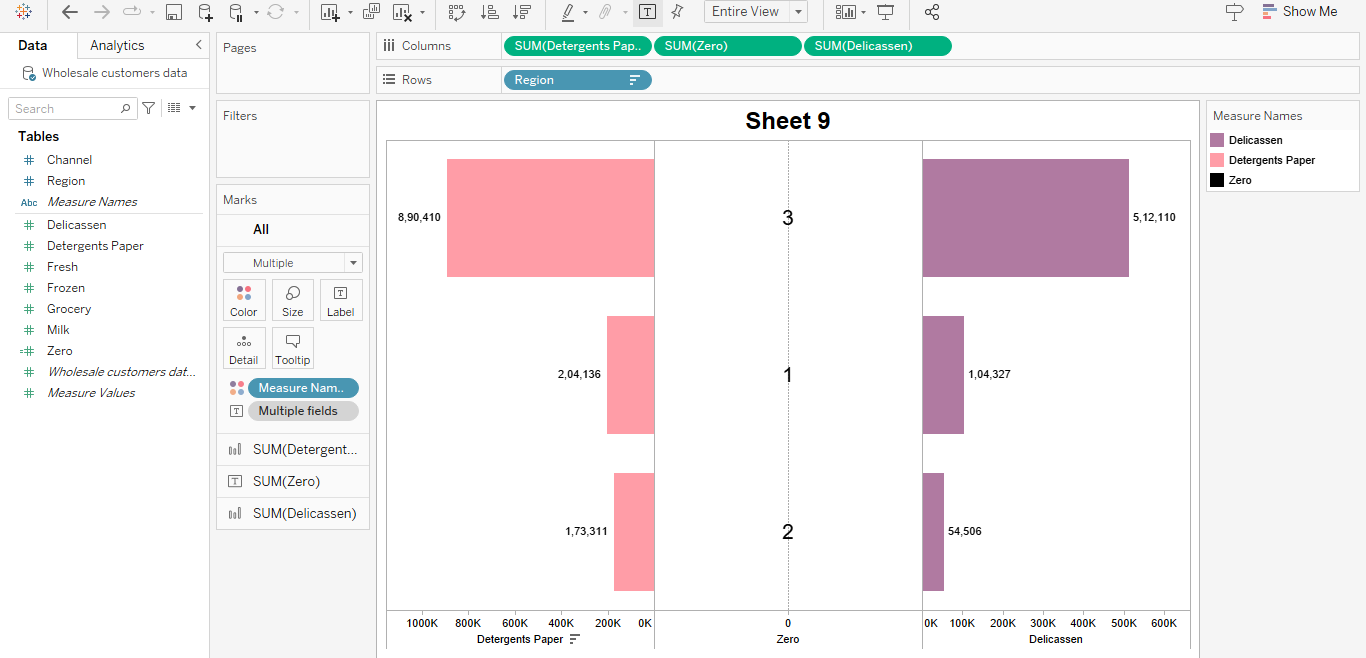 Entire View
Show Me
Data
Analytics
Wholesale customers data
Search
Tables
Channel
Region
Abc Measure Names
Delicassen
Detergents Paper
Fresh
Frozen
Grocery
Milk
Zero
Wholesale customers dat...
Measure Values
Pages
Filters
Marks
All
Multiple
Color
Size
Label
Detail
Tooltip
Measure Nam..
Multiple fields
SUM(Detergent...
SUM(Zero)
SUM(Delicassen)
Columns
SUM(Detergents Pap..
SUM(Zero)
SUM(Delicassen)
Rows
Region
Sheet 9
8,90,410
3
5,12,110
2,04,136
1
1,04,327
1,73,311
2
54,506
1000K 800K 600K 400K 200K 0K
0
0K 100K 200K 300K 400K 500K 600K
Detergents Paper
Zero
Delicassen
Measure Names
Delicassen
Detergents Paper
Zero